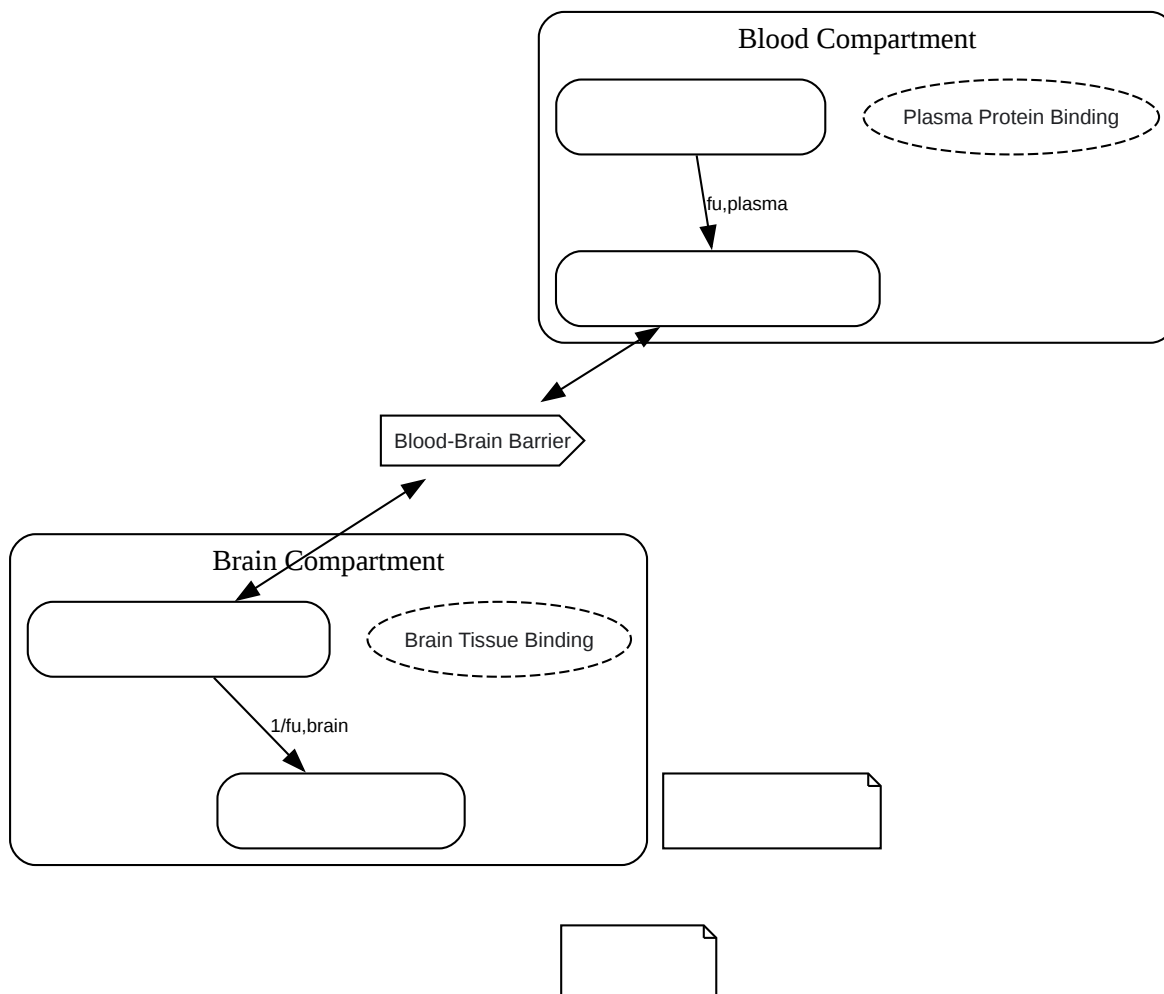 Blood Compartment
Plasma Protein Binding
fu,plasma
Blood-Brain Barrier
Brain Compartment
Brain Tissue Binding
1/fu,brain